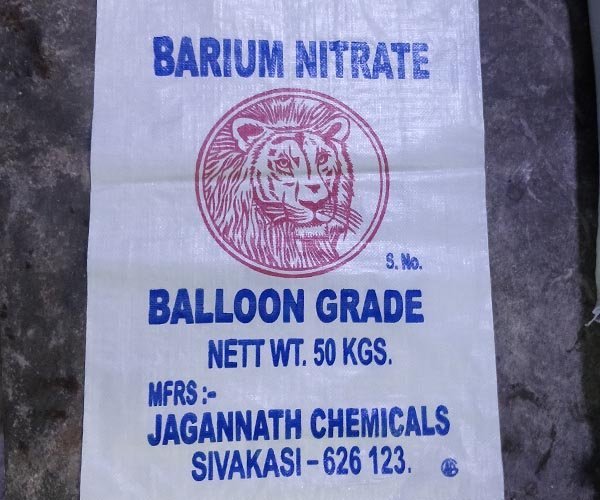 BARIUM NITRATE
S. No.
BALLOON GRADE
NETT WT. 50 KGS.
MFRS :-
JAGANNATH CHEMICALS
SIVAKASI – 626 123.